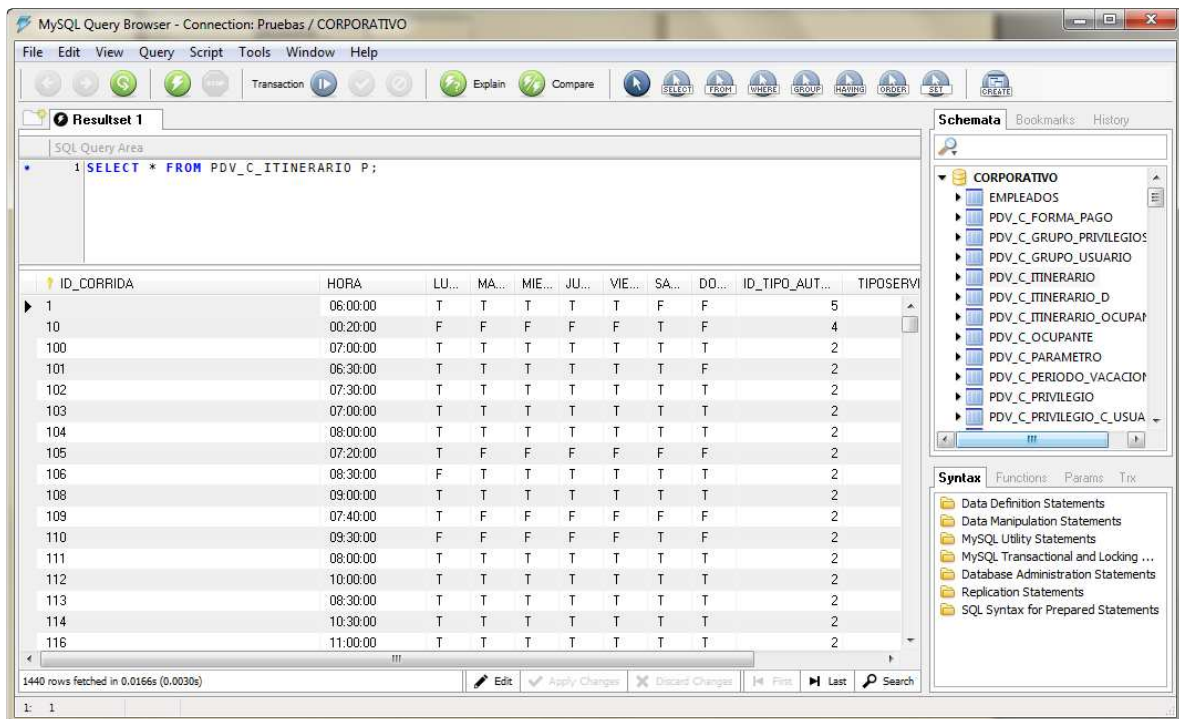 MySQL Query Browser - Connection: Pruebas / CORPORATIVO
File Edit View Query Script Tools Window Help
Transaction Explain Compare SELECT FROM WHERE GROUP HAVING ORDER SET CREATE
Resultset 1
SQL Query Area
1 SELECT * FROM PDV_C_ITINERARIO P;
ID_CORRIDA HORA LU... MA... MIE... JU... VIE... SA... DO... ID_TIPO_AUT... TIPOSERVI
1 06:00:00 T T T T T F F 5
10 00:20:00 F F F F F T F 4
100 07:00:00 T T T T T T T 2
101 06:30:00 T T T T T T F 2
102 07:30:00 T T T T T T T 2
103 07:00:00 T T T T T T T 2
104 08:00:00 T T T T T T T 2
105 07:20:00 T F F F F F F 2
106 08:30:00 F T T T T T T 2
108 09:00:00 T T T T T T T 2
109 07:40:00 T F F F F F F 2
110 09:30:00 F F F F F T F 2
111 08:00:00 T T T T T T T 2
112 10:00:00 T T T T T T T 2
113 08:30:00 T T T T T T T 2
114 10:30:00 T T T T T T T 2
116 11:00:00 T T T T T T T 2
1440 rows fetched in 0.0166s (0.0030s) Edit Apply Changes Discard Changes First Last Search
1: 1
Schemata Bookmarks History
CORPORATIVO
EMPLEADOS
PDV_C_FORMA_PAGO
PDV_C_GRUPO_PRIVILEGIOS
PDV_C_GRUPO_USUARIO
PDV_C_ITINERARIO
PDV_C_ITINERARIO_D
PDV_C_ITINERARIO_OCUPAN
PDV_C_OCUPANTE
PDV_C_PARAMETRO
PDV_C_PERIODO_VACACION
PDV_C_PRIVILEGIO
PDV_C_PRIVILEGIO_C_USUA
Syntax Functions Params Trx
Data Definition Statements
Data Manipulation Statements
MySQL Utility Statements
MySQL Transactional and Locking ...
Database Administration Statements
Replication Statements
SQL Syntax for Prepared Statements